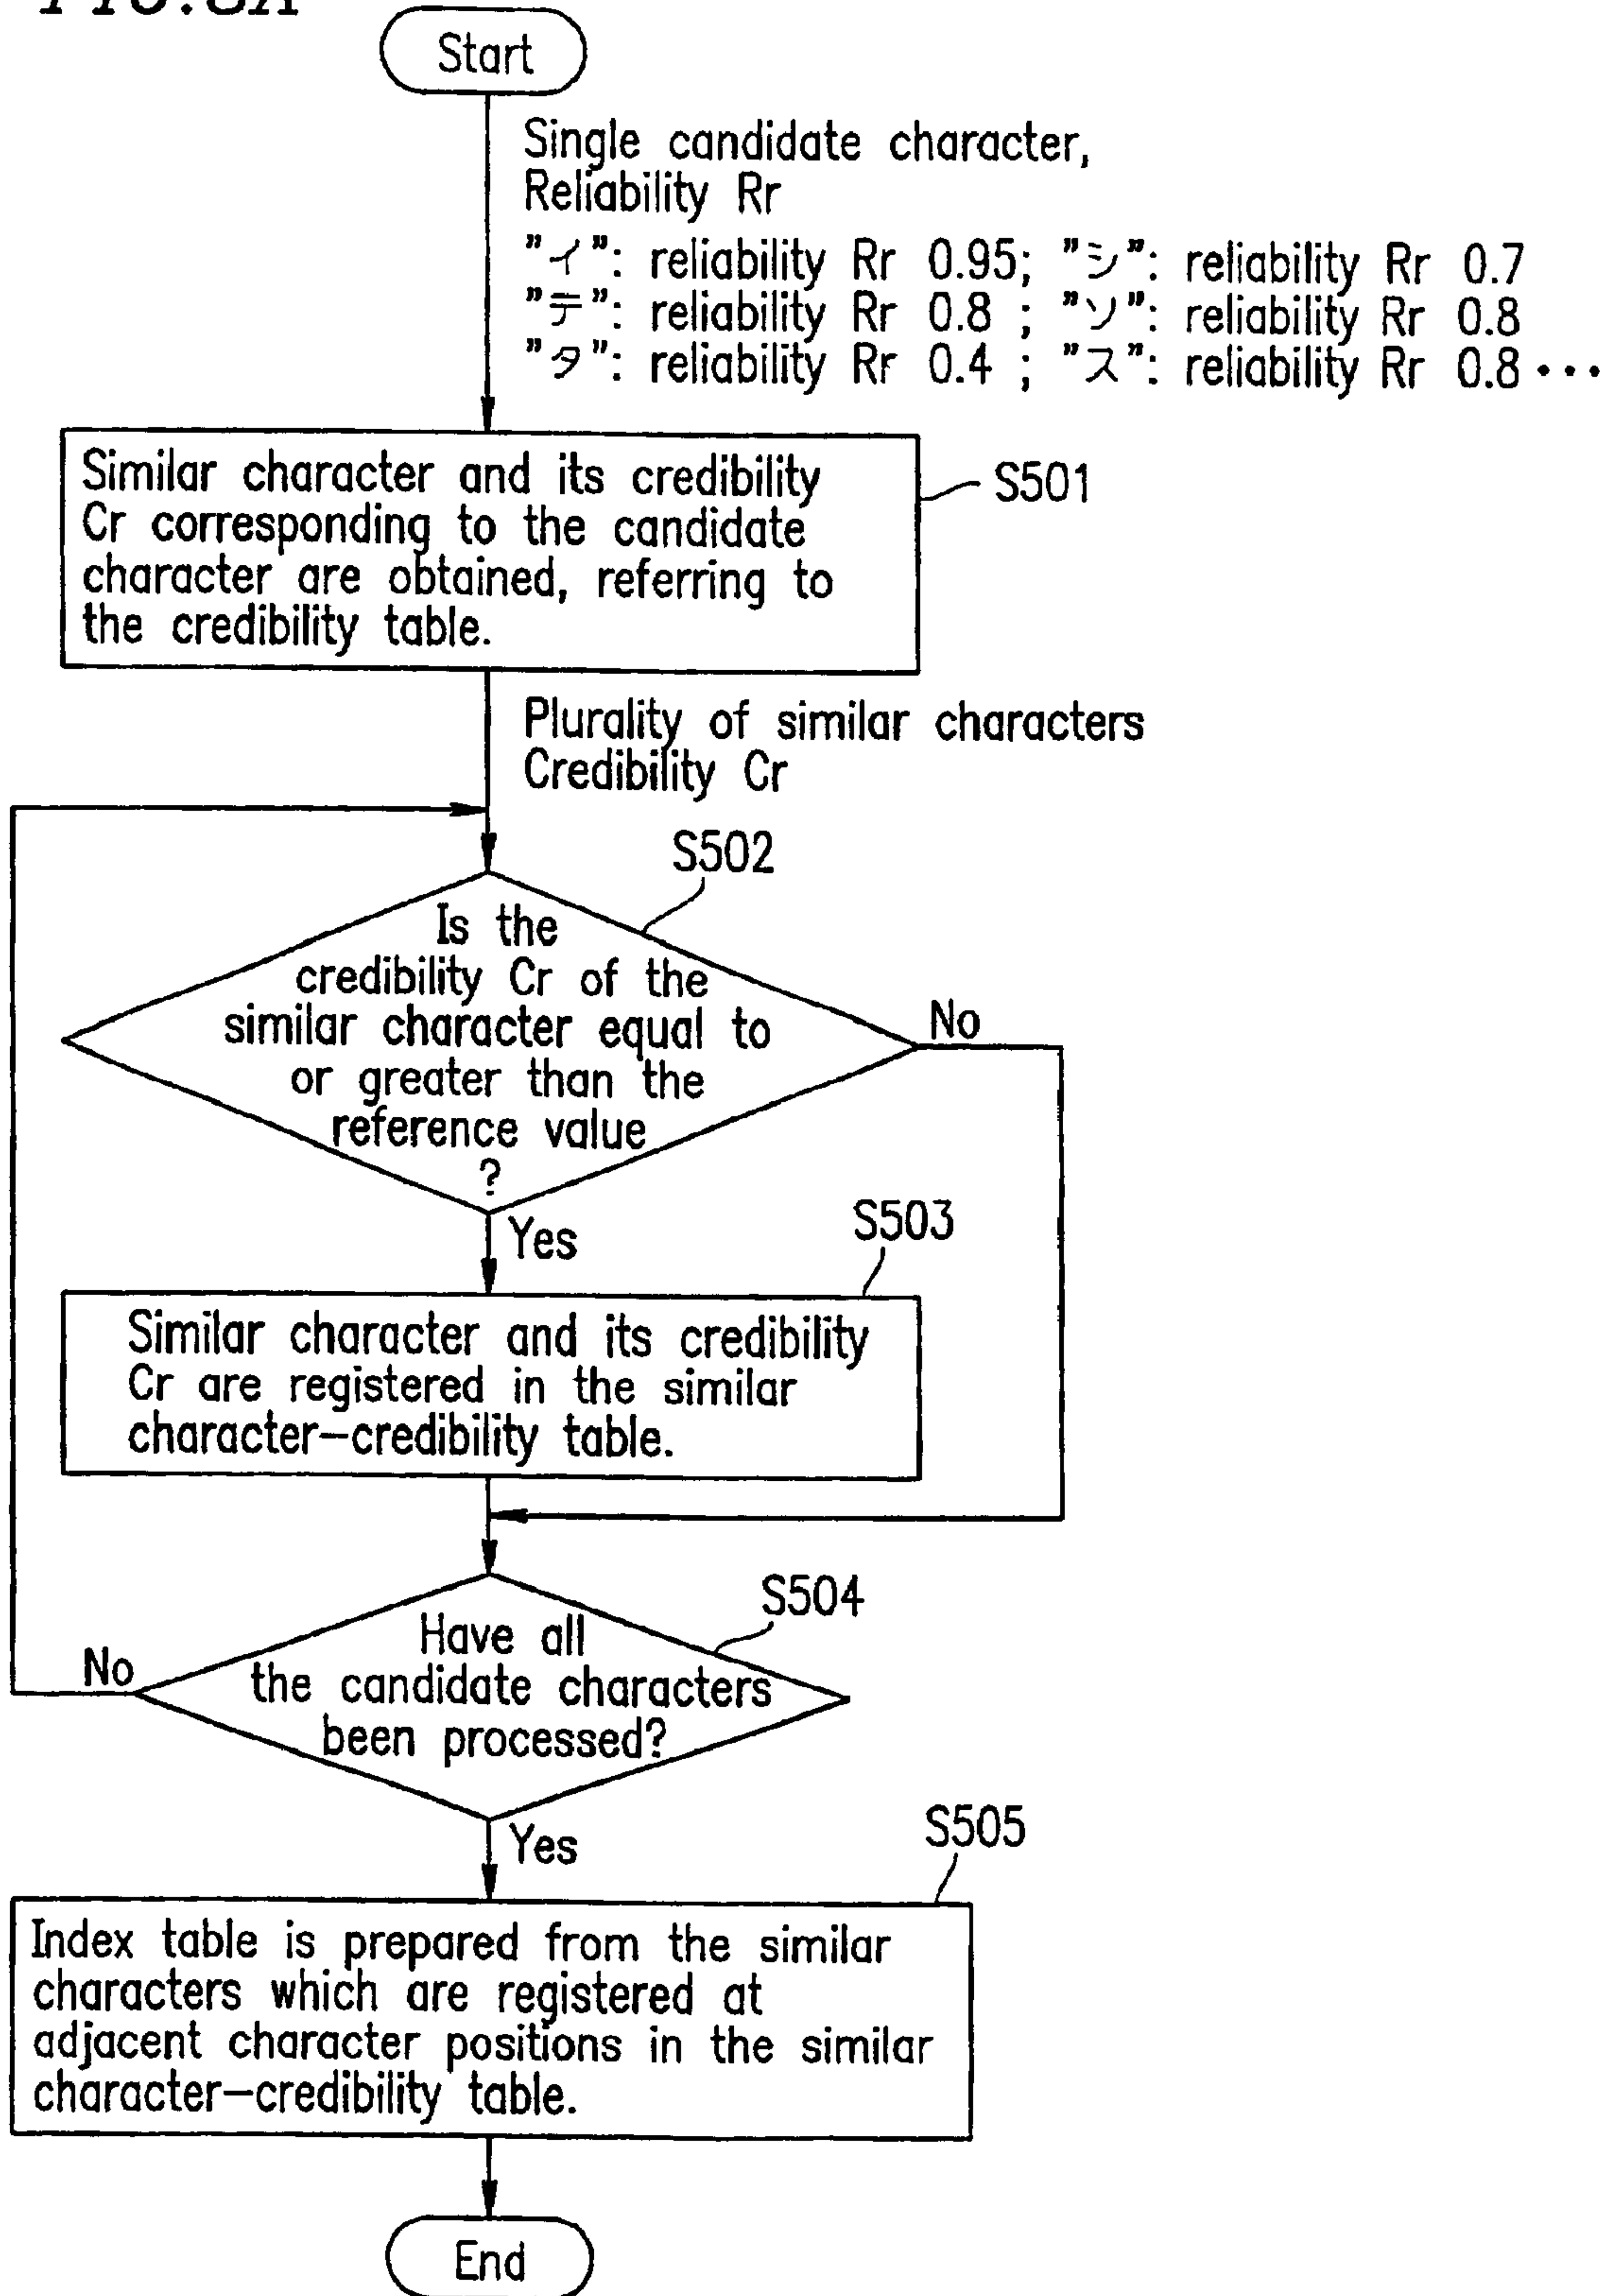 Start
Single candidate character,
Reliability Rr
"イ": reliability Rr 0.95; "シ": reliability Rr 0.7
"テ": reliability Rr 0.8 ; "ソ": reliability Rr 0.8
"タ": reliability Rr 0.4 ; "ス": reliability Rr 0.8 ···
Similar character and its credibility
Cr corresponding to the candidate
character are obtained, referring to
the credibility table.
S501
Plurality of similar characters
Credibility Cr
S502
Is the
credibility Cr of the
similar character equal to
or greater than the
reference value
?
No
Yes
S503
Similar character and its credibility
Cr are registered in the similar
character-credibility table.
S504
Have all
the candidate characters
been processed?
No
Yes
S505
Index table is prepared from the similar
characters which are registered at
adjacent character positions in the similar
character-credibility table.
End